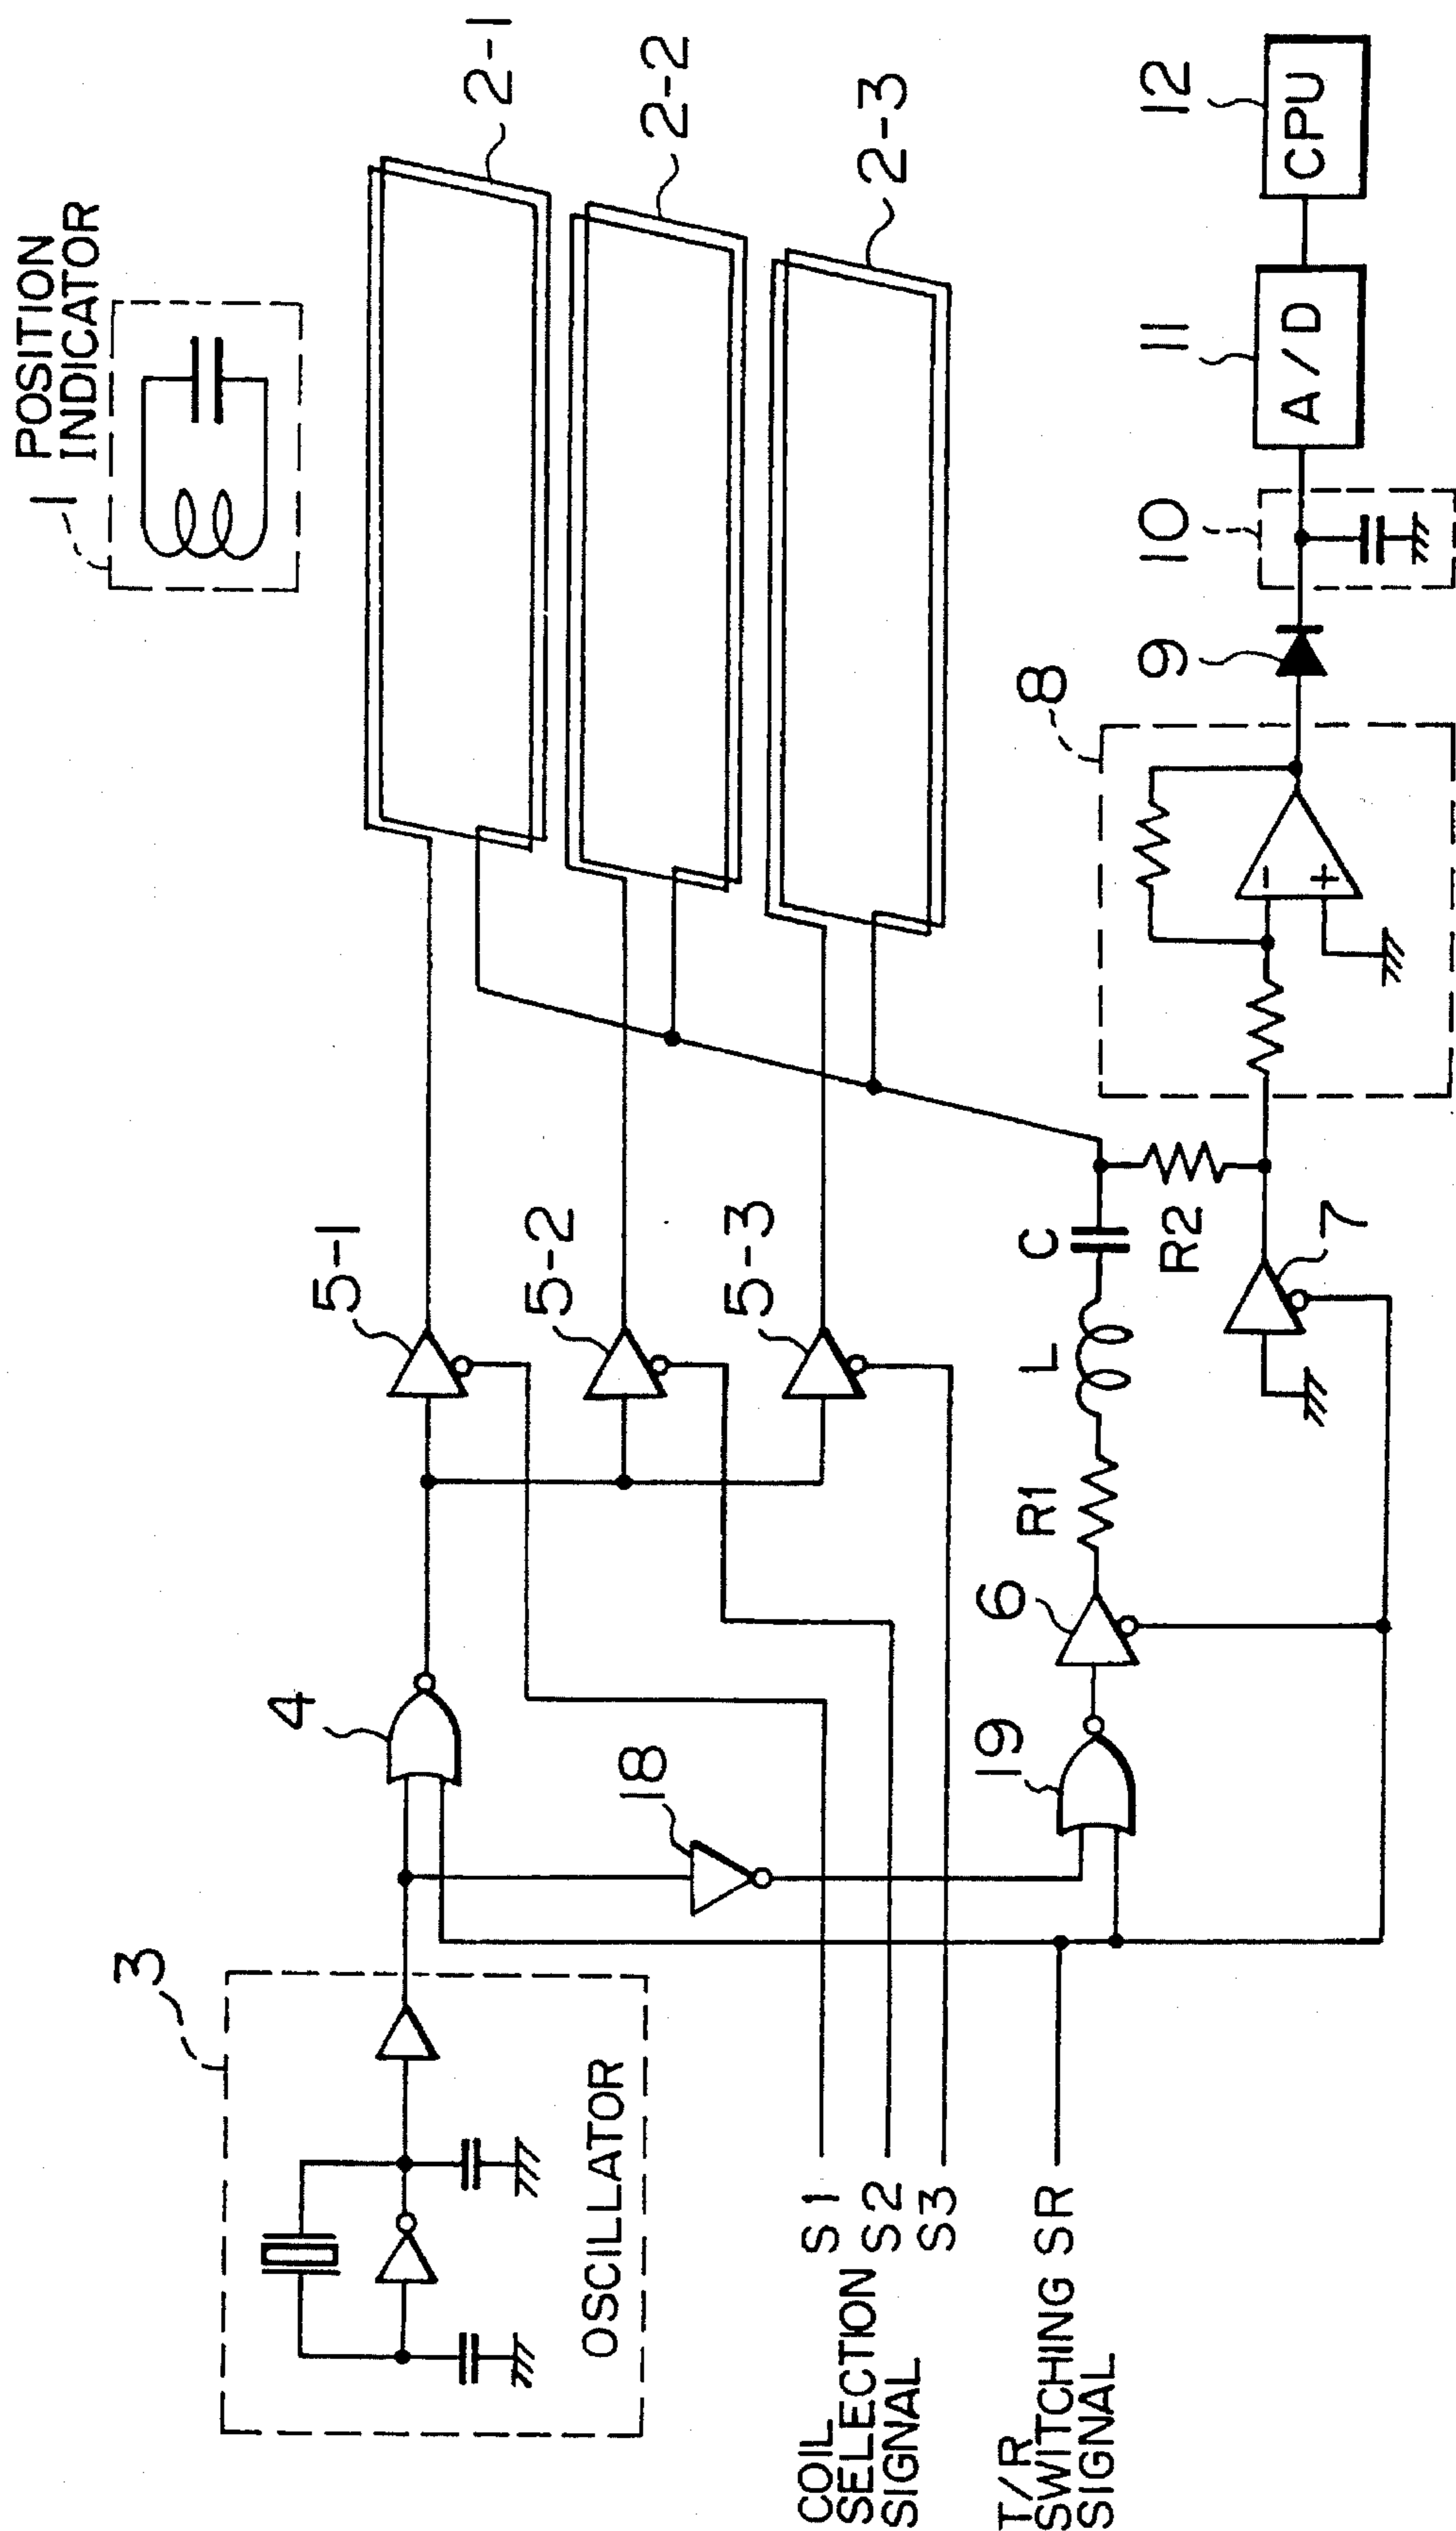 1 POSITION
INDICATOR
2-1
2-2
2-3
3
OSCILLATOR
4
5-1
5-2
5-3
18
19
6
R1
L
C
R2
7
8
9
10
11
A/D
12
CPU
COIL
SELECTION
SIGNAL
S1
S2
S3
T/R
SWITCHING SR
SIGNAL
−
+